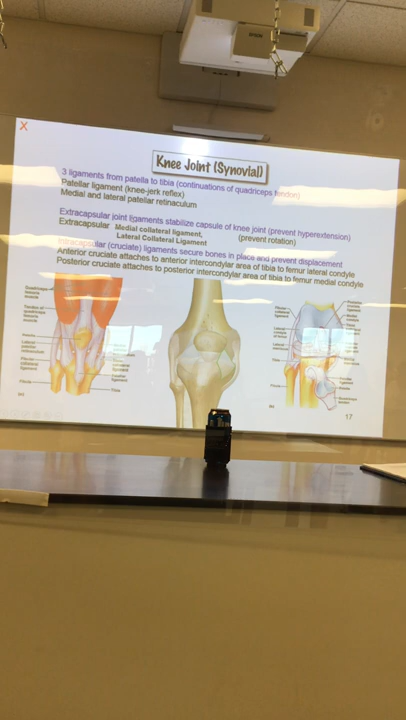 X
Knee Joint (Synovial)
3 ligaments from patella to tibia (continuations of quadriceps tendon)
Patellar ligament (knee-jerk reflex)
Medial and lateral patellar retinaculum
Extracapsular joint ligaments stabilize capsule of knee joint (prevent hyperextension)
Extracapsular Medial collateral ligament,
Lateral Collateral Ligament (prevent rotation)
Intracapsular (cruciate) ligaments secure bones in place and prevent displacement
Anterior cruciate attaches to anterior intercondylar area of tibia to femur lateral condyle
Posterior cruciate attaches to posterior intercondylar area of tibia to femur medial condyle
17